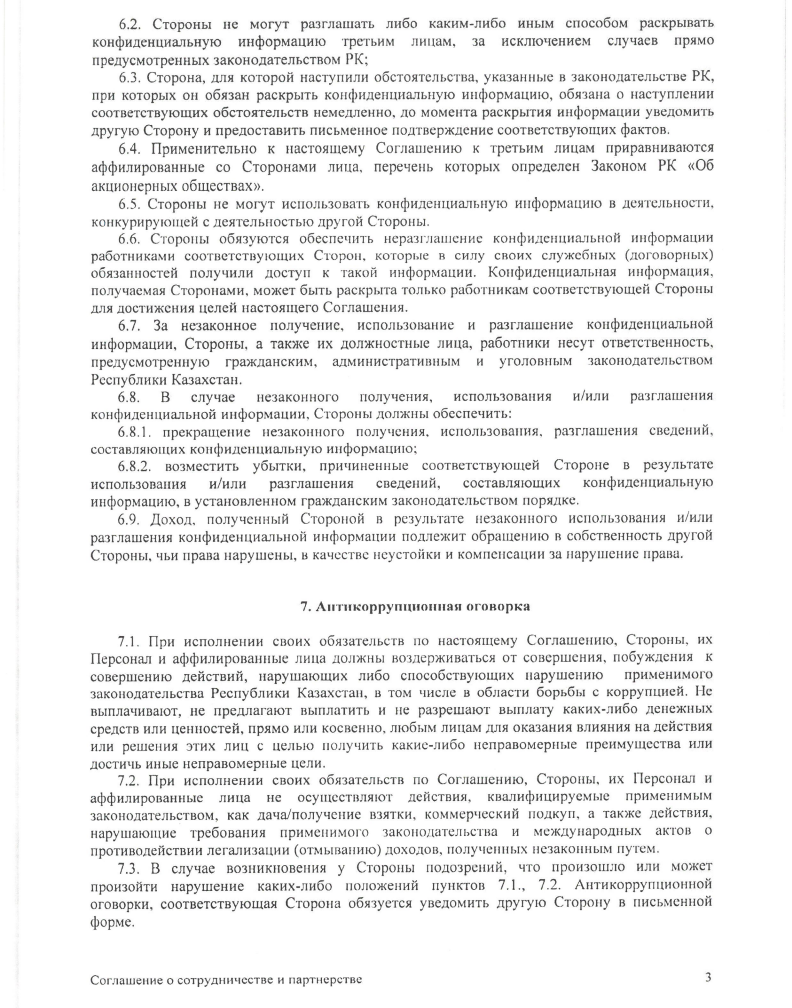 6.2. Стороны не могут разглашать либо каким-либо иным способом раскрывать
конфиденциальную информацию третьим лицам, за исключением случаев прямо
предусмотренных законодательством РК;
6.3. Сторона, для которой наступили обстоятельства, указанные в законодательстве РК,
при которых он обязан раскрыть конфиденциальную информацию, обязана о наступлении
соответствующих обстоятельств немедленно, до момента раскрытия информации уведомить
другую Сторону и предоставить письменное подтверждение соответствующих фактов.
6.4. Применительно к настоящему Соглашению к третьим лицам приравниваются
аффилированные со Сторонами лица, перечень которых определен Законом РК «Об
акционерных обществах».
6.5. Стороны не могут использовать конфиденциальную информацию в деятельности,
конкурирующей с деятельностью другой Стороны.
6.6. Стороны обязуются обеспечить неразглашение конфиденциальной информации
работниками соответствующих Сторон, которые в силу своих служебных (договорных)
обязанностей получили доступ к такой информации. Конфиденциальная информация,
получаемая Сторонами, может быть раскрыта только работникам соответствующей Стороны
для достижения целей настоящего Соглашения.
6.7. За незаконное получение, использование и разглашение конфиденциальной
информации, Стороны, а также их должностные лица, работники несут ответственность,
предусмотренную гражданским, административным и уголовным законодательством
Республики Казахстан.
6.8. В случае незаконного получения, использования и/или разглашения
конфиденциальной информации, Стороны должны обеспечить:
6.8.1. прекращение незаконного получения, использования, разглашения сведений,
составляющих конфиденциальную информацию;
6.8.2. возместить убытки, причиненные соответствующей Стороне в результате
использования и/или разглашения сведений, составляющих конфиденциальную
информацию, в установленном гражданским законодательством порядке.
6.9. Доход, полученный Стороной в результате незаконного использования и/или
разглашения конфиденциальной информации подлежит обращению в собственность другой
Стороны, чьи права нарушены, в качестве неустойки и компенсации за нарушение права.
7. Антикоррупционная оговорка
7.1. При исполнении своих обязательств по настоящему Соглашению, Стороны, их
Персонал и аффилированные лица должны воздерживаться от совершения, побуждения к
совершению действий, нарушающих либо способствующих нарушению применимого
законодательства Республики Казахстан, в том числе в области борьбы с коррупцией. Не
выплачивают, не предлагают выплатить и не разрешают выплату каких-либо денежных
средств или ценностей, прямо или косвенно, любым лицам для оказания влияния на действия
или решения этих лиц с целью получить какие-либо неправомерные преимущества или
достичь иные неправомерные цели.
7.2. При исполнении своих обязательств по Соглашению, Стороны, их Персонал и
аффилированные лица не осуществляют действия, квалифицируемые применимым
законодательством, как дача/получение взятки, коммерческий подкуп, а также действия,
нарушающие требования применимого законодательства и международных актов о
противодействии легализации (отмыванию) доходов, полученных незаконным путем.
7.3. В случае возникновения у Стороны подозрений, что произошло или может
произойти нарушение каких-либо положений пунктов 7.1., 7.2. Антикоррупционной
оговорки, соответствующая Сторона обязуется уведомить другую Сторону в письменной
форме.
Соглашение о сотрудничестве и партнерстве 3